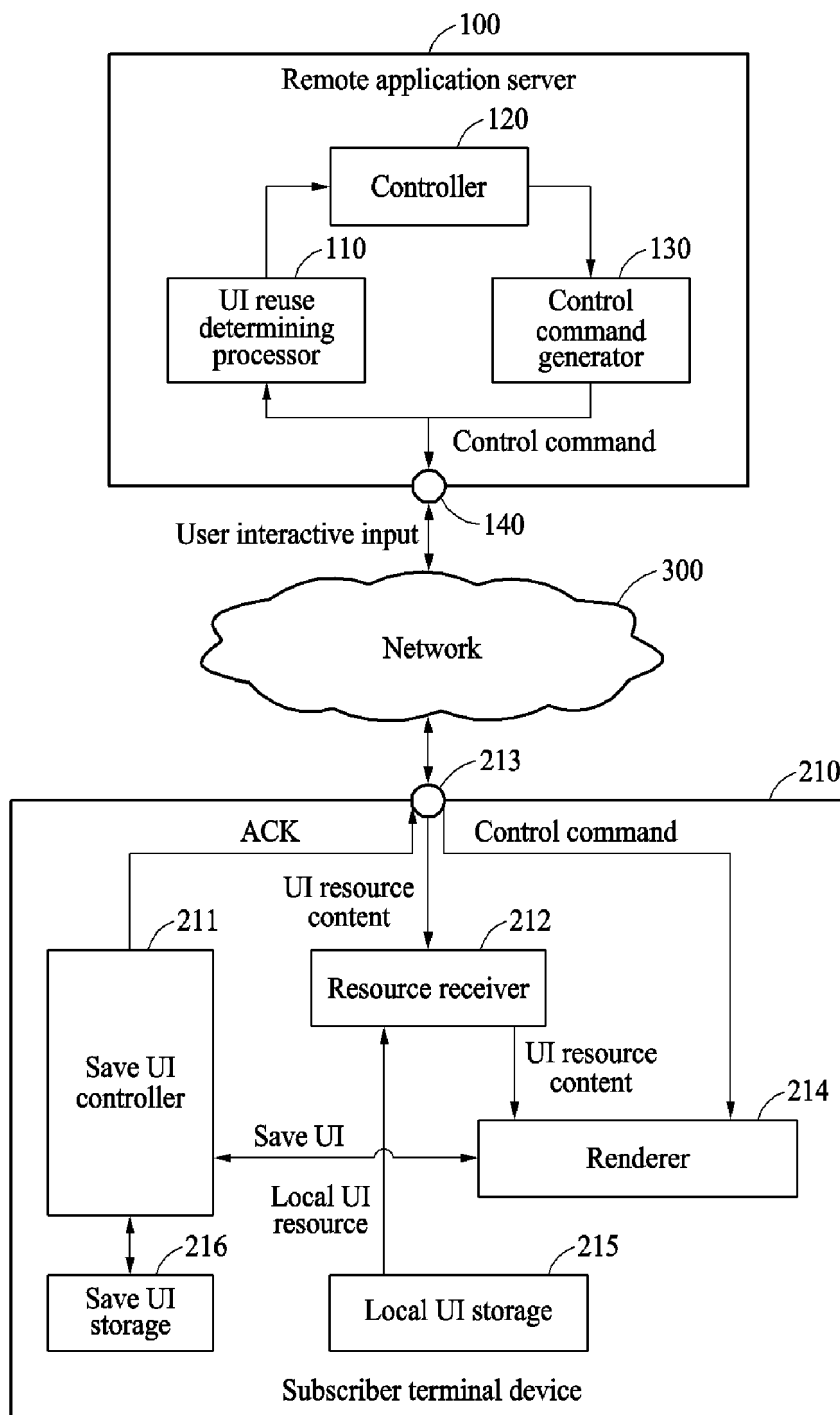 100
Remote application server
120
Controller
110
130
UI reuse
determining
processor
Control
command
generator
Control command
140
User interactive input
300
Network
213
210
ACK
Control command
UI resource
content
211
212
Resource receiver
UI resource
content
Save UI
controller
214
Save UI
Renderer
Local UI
resource
216
215
Save UI
storage
Local UI storage
Subscriber terminal device